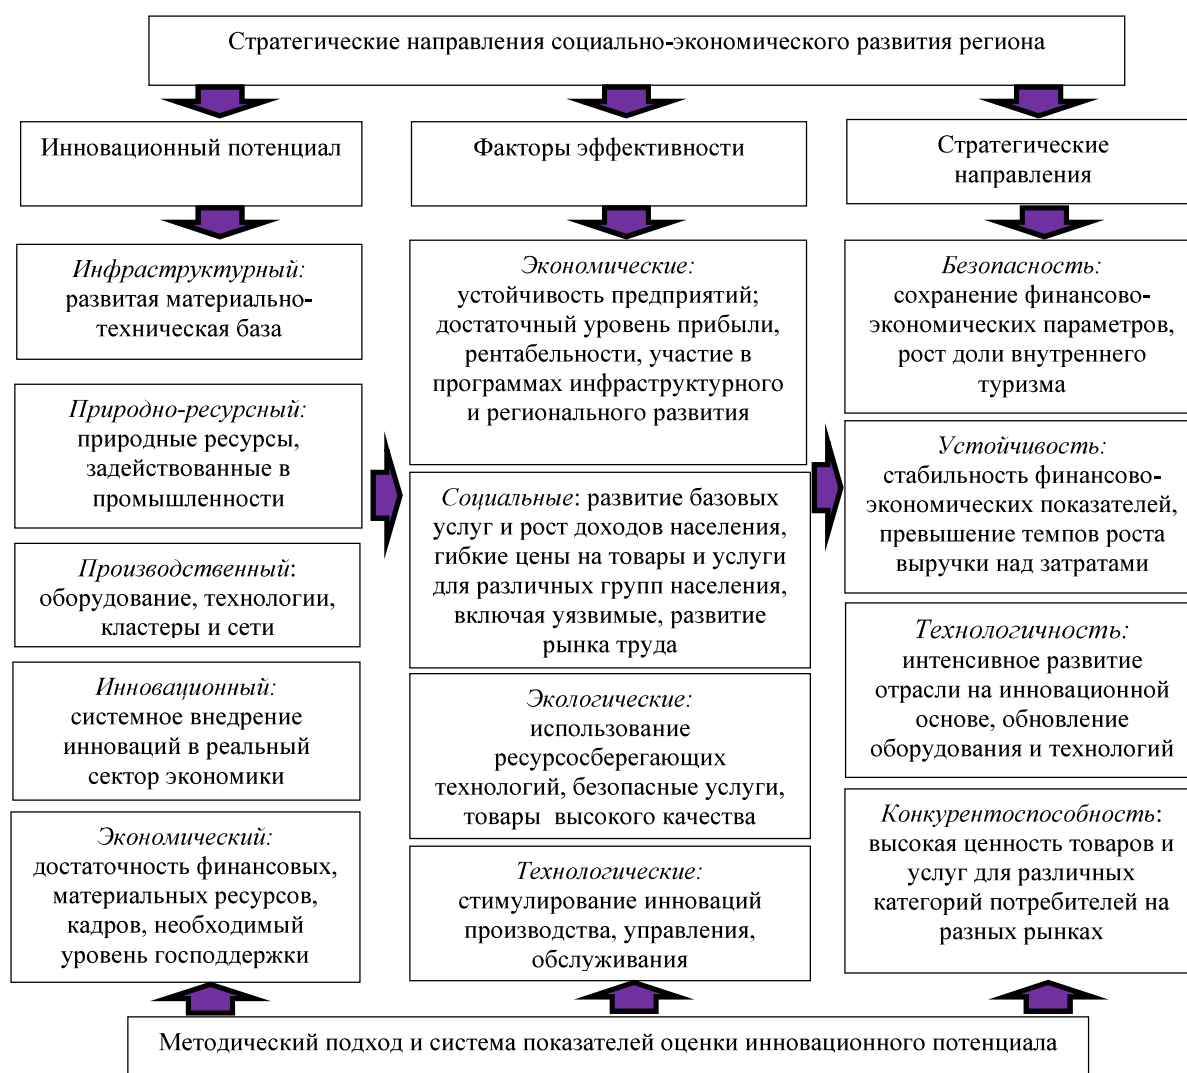 Стратегические направления социально-экономического развития региона
Инновационный потенциал
Факторы эффективности
Стратегические
направления
Инфраструктурный:
развитая материально-
техническая база
Природно-ресурсный:
природные ресурсы,
задействованные в
промышленности
Производственный:
оборудование, технологии,
кластеры и сети
Инновационный:
системное внедрение
инноваций в реальный
сектор экономики
Экономический:
достаточность финансовых,
материальных ресурсов,
кадров, необходимый
уровень господдержки
Экономические:
устойчивость предприятий;
достаточный уровень прибыли,
рентабельности, участие в
программах инфраструктурного
и регионального развития
Социальные: развитие базовых
услуг и рост доходов населения,
гибкие цены на товары и услуги
для различных групп населения,
включая уязвимые, развитие
рынка труда
Экологические:
использование
ресурсосберегающих
технологий, безопасные услуги,
товары высокого качества
Технологические:
стимулирование инноваций
производства, управления,
обслуживания
Безопасность:
сохранение финансово-
экономических параметров,
рост доли внутреннего
туризма
Устойчивость:
стабильность финансово-
экономических показателей,
превышение темпов роста
выручки над затратами
Технологичность:
интенсивное развитие
отрасли на инновационной
основе, обновление
оборудования и технологий
Конкурентоспособность:
высокая ценность товаров и
услуг для различных
категорий потребителей на
разных рынках
Методический подход и система показателей оценки инновационного потенциала